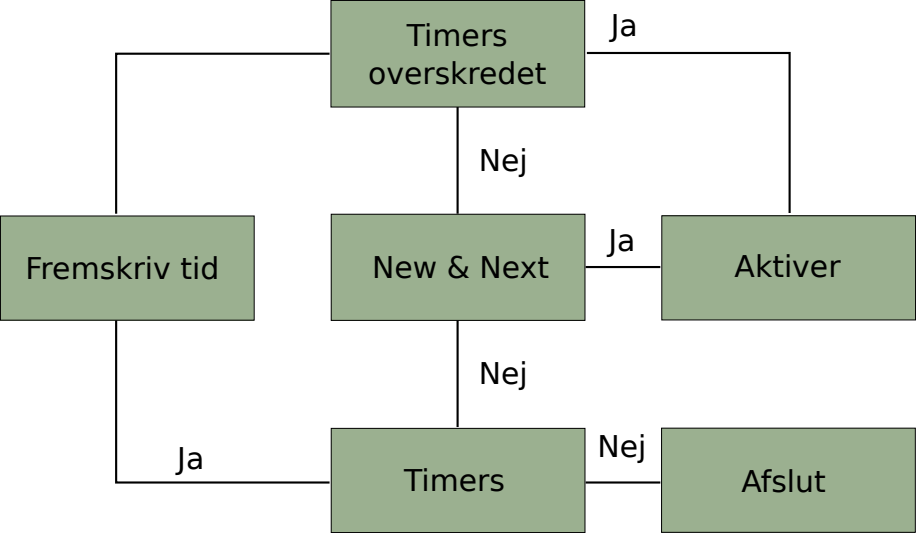 Timers
overskredet
Ja
Nej
Fremskriv tid
New & Next
Ja
Aktiver
Nej
Ja
Timers
Nej
Afslut